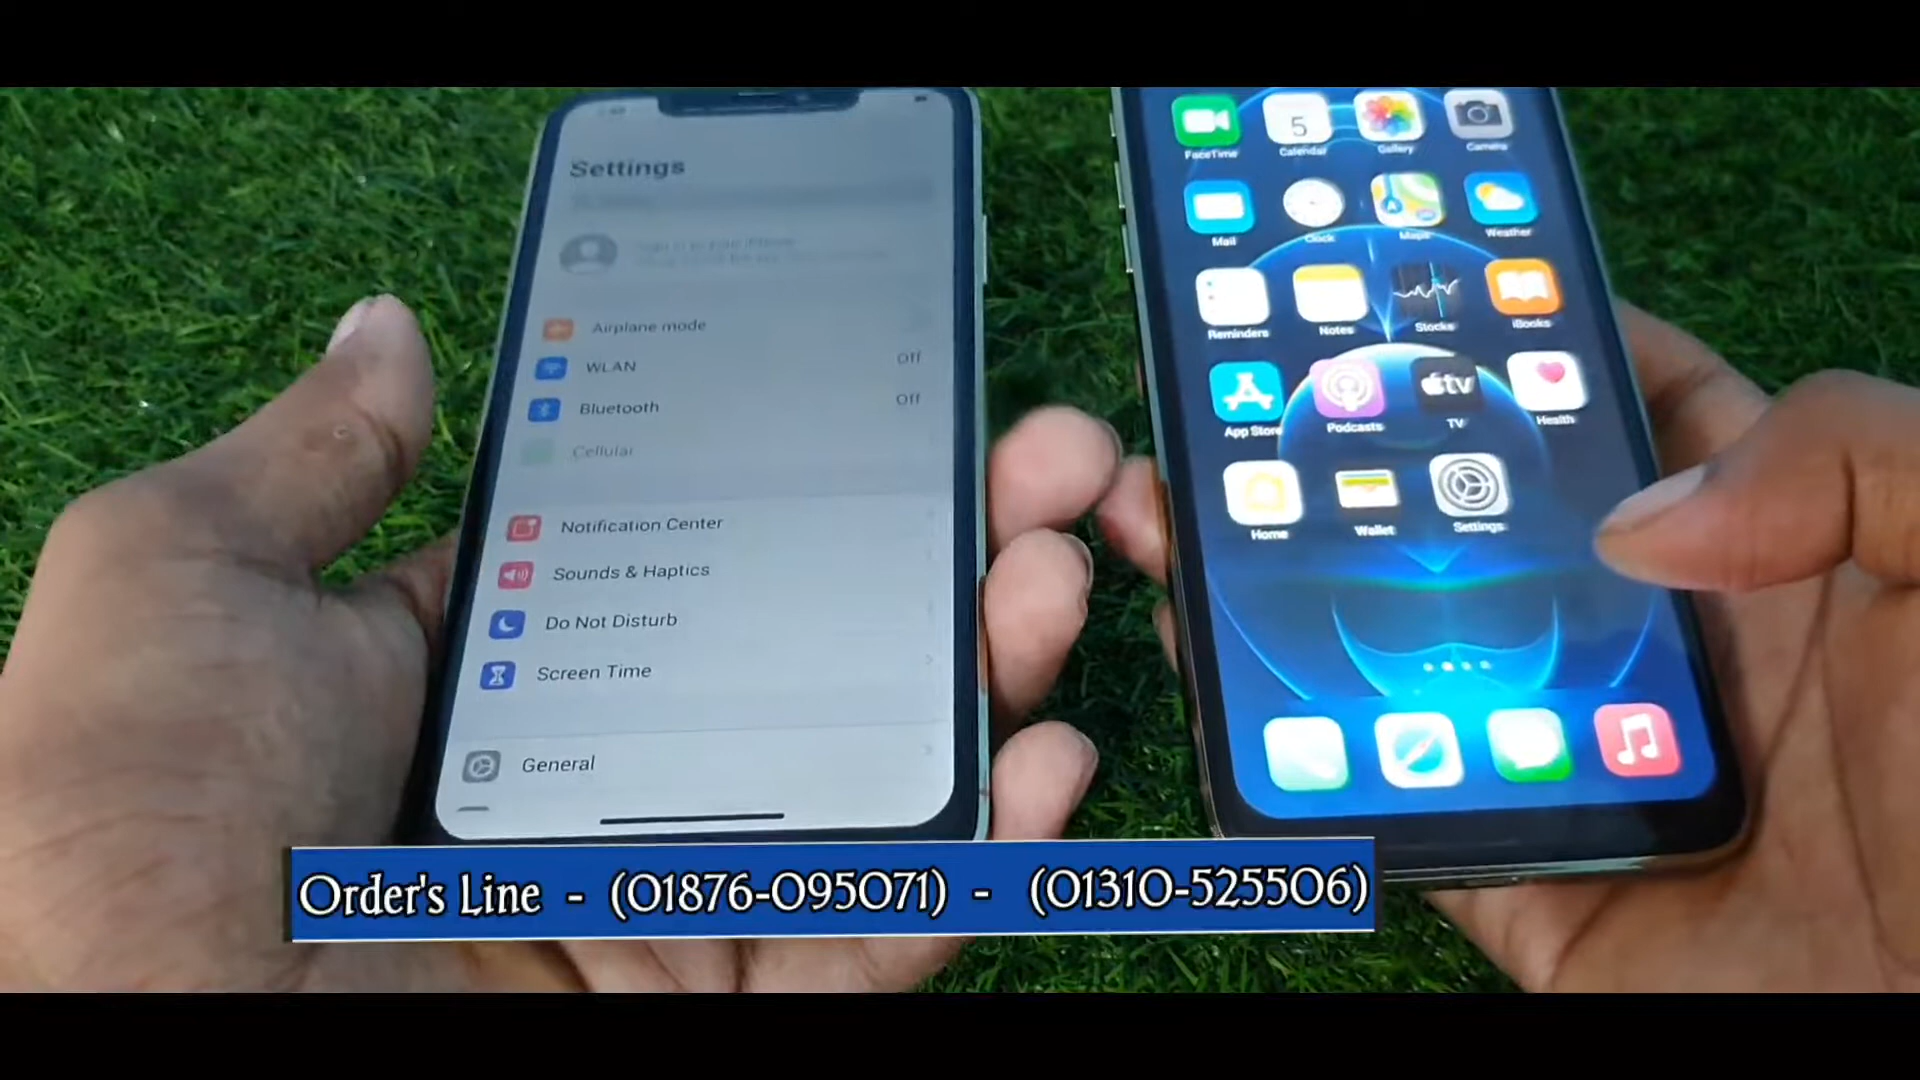 Settings
Airplane mode
WLAN Off
Bluetooth Off
Cellular
Notification Center
Sounds & Haptics
Do Not Disturb
Screen Time
General
5
FaceTime Calendar Gallery Camera
Mail Clock Maps Weather
Reminders Notes Stocks iBooks
tv
App Store Podcasts TV Health
Home Wallet Settings
Order's Line - (01876-095071) - (01310-525506)